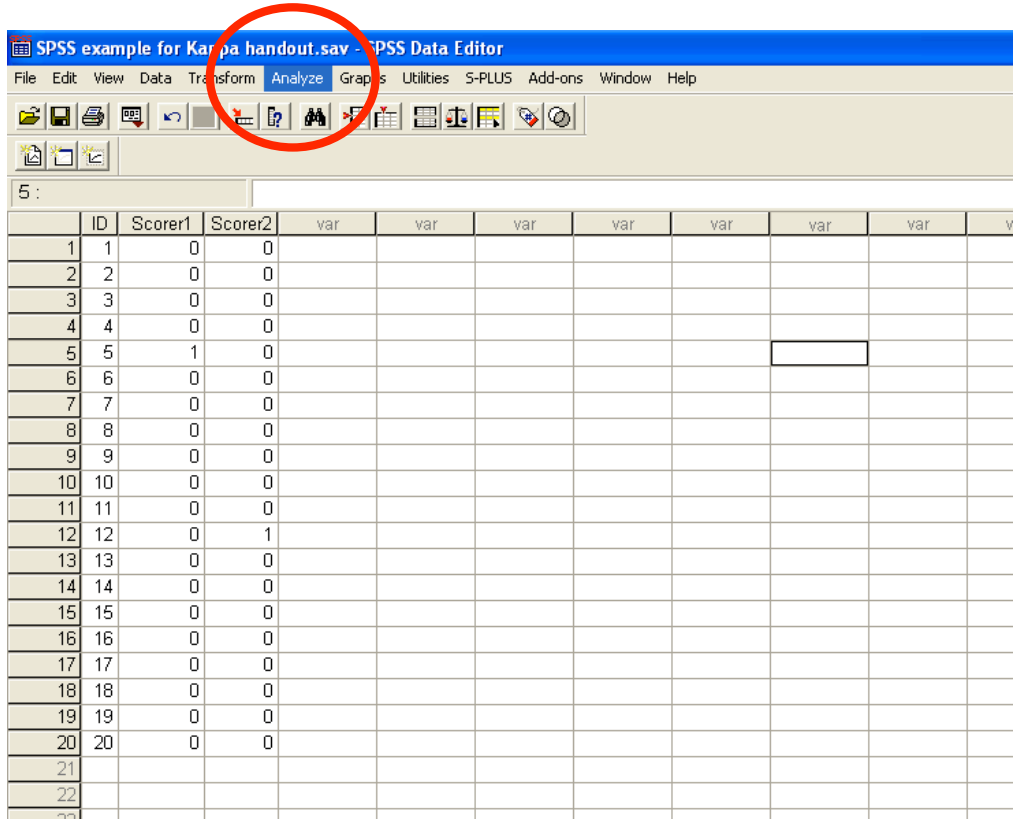 SPSS example for Kappa handout.sav - SPSS Data Editor
File Edit View Data Transform Analyze Graphs Utilities S-PLUS Add-ons Window Help
5 :
ID Scorer1 Scorer2 var var var var var var var v
1 1 0 0
2 2 0 0
3 3 0 0
4 4 0 0
5 5 1 0
6 6 0 0
7 7 0 0
8 8 0 0
9 9 0 0
10 10 0 0
11 11 0 0
12 12 0 1
13 13 0 0
14 14 0 0
15 15 0 0
16 16 0 0
17 17 0 0
18 18 0 0
19 19 0 0
20 20 0 0
21
22